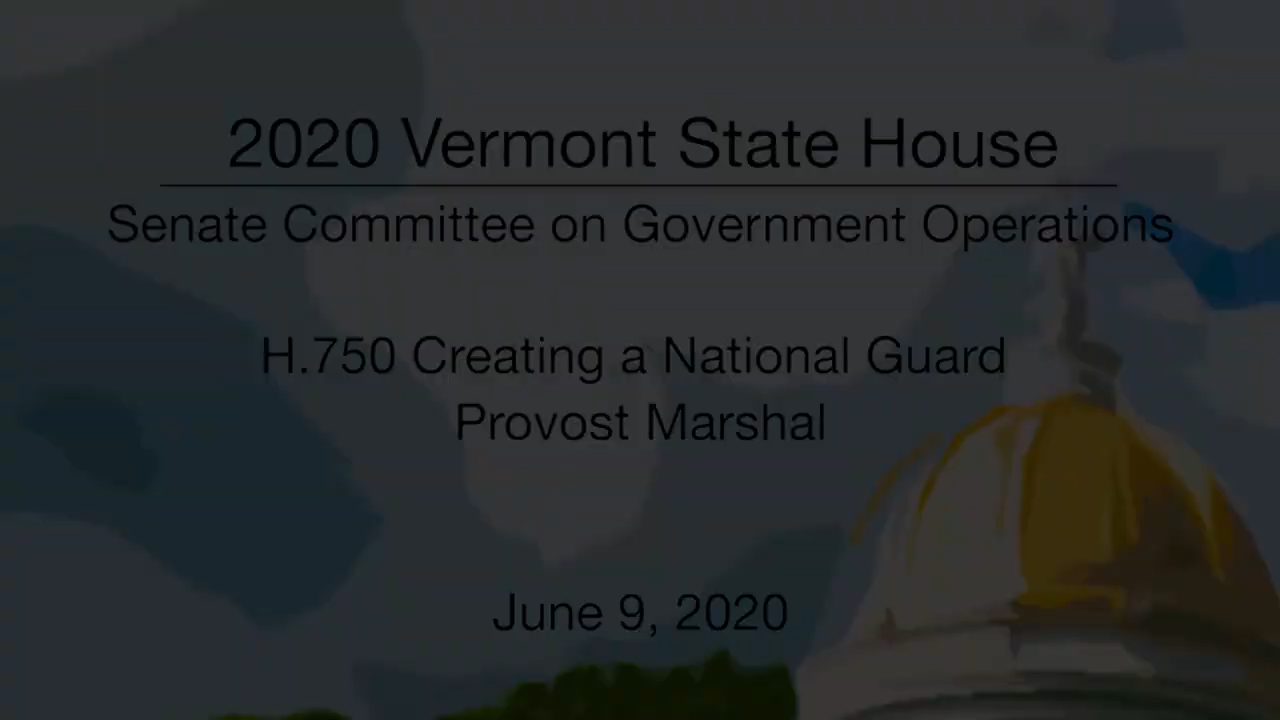 2020 Vermont State House
Senate Committee on Government Operations
H.750 Creating a National Guard
Provost Marshal
June 9, 2020